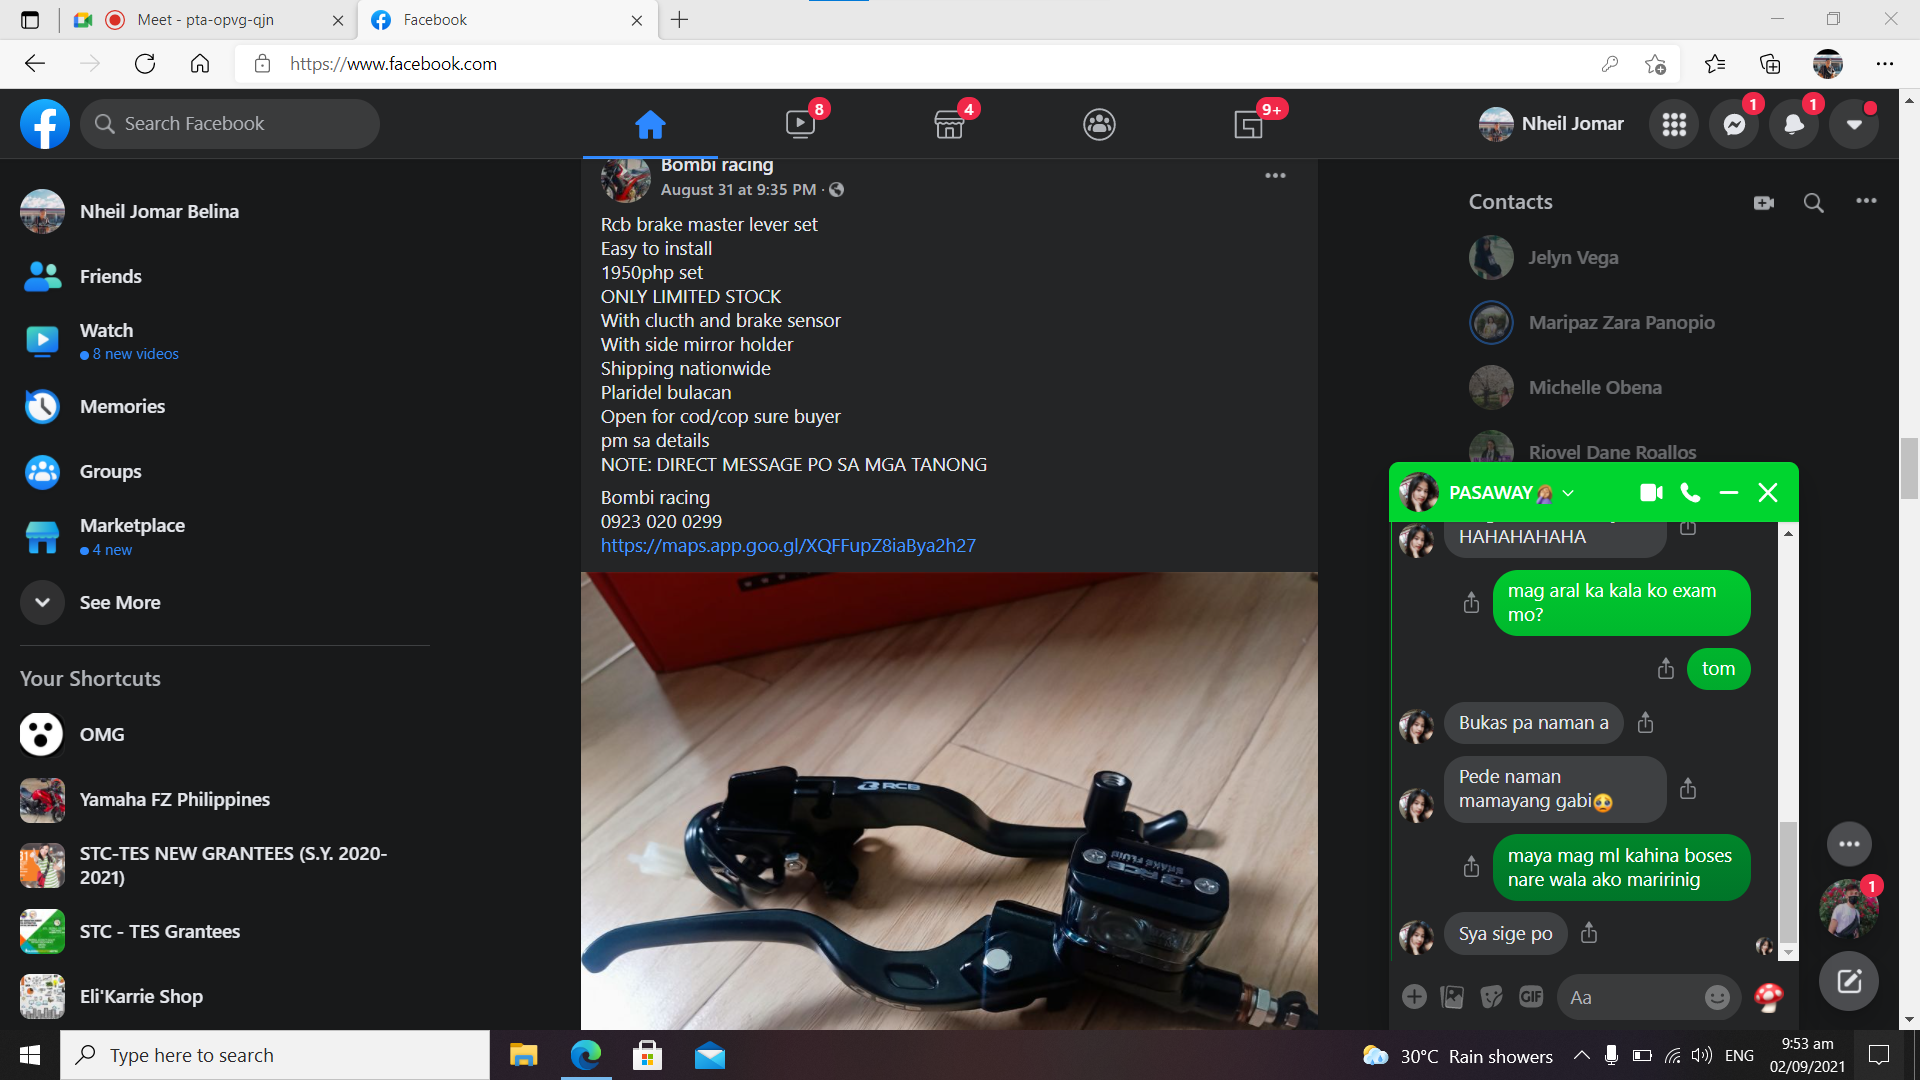 Meet - pta-opvg-qjn
Facebook
https://www.facebook.com
Search Facebook
8
4
9+
Nheil Jomar
1
1
Nheil Jomar Belina
Friends
Watch
8 new videos
Memories
Groups
Marketplace
4 new
See More
Your Shortcuts
OMG
Yamaha FZ Philippines
STC-TES NEW GRANTEES (S.Y. 2020-
2021)
STC - TES Grantees
Eli'Karrie Shop
Bombi racing
August 31 at 9:35 PM ·
Rcb brake master lever set
Easy to install
1950php set
ONLY LIMITED STOCK
With clucth and brake sensor
With side mirror holder
Shipping nationwide
Plaridel bulacan
Open for cod/cop sure buyer
pm sa details
NOTE: DIRECT MESSAGE PO SA MGA TANONG
Bombi racing
0923 020 0299
https://maps.app.goo.gl/XQFFupZ8iaBya2h27
RCB
RCB
BRAKE FLUID
Contacts
Jelyn Vega
Maripaz Zara Panopio
Michelle Obena
Riovel Dane Roallos
PASAWAY🤦
HAHAHAHAHA
mag aral ka kala ko exam
mo?
tom
Bukas pa naman a
Pede naman
mamayang gabi🥺
maya mag ml kahina boses
nare wala ako maririnig
Sya sige po
GIF
Aa
1
Type here to search
30°C Rain showers
ENG
9:53 am
02/09/2021